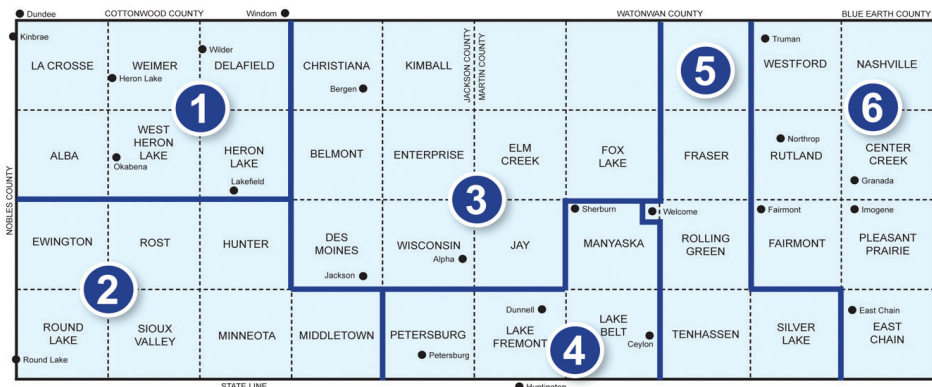 Dundee
COTTONWOOD COUNTY
Windom
WATONWAN COUNTY
BLUE EARTH COUNTY
Kinbrae
Wilder
Truman
LA CROSSE
WEIMER
DELAFIELD
CHRISTIANA
KIMBALL
JACKSON COUNTY
MARTIN COUNTY
5
WESTFORD
NASHVILLE
Heron Lake
Bergen
1
6
NOBLES COUNTY
ALBA
WEST
HERON
LAKE
Okabena
HERON
LAKE
Lakefield
BELMONT
ENTERPRISE
ELM
CREEK
FOX
LAKE
FRASER
Northrop
RUTLAND
CENTER
CREEK
Granada
3
Sherburn
Welcome
Fairmont
Imogene
EWINGTON
ROST
HUNTER
DES
MOINES
Jackson
WISCONSIN
Alpha
JAY
MANYASKA
ROLLING
GREEN
FAIRMONT
PLEASANT
PRAIRIE
2
ROUND
LAKE
Round Lake
SIOUX
VALLEY
MINNEOTA
MIDDLETOWN
PETERSBURG
Petersburg
Dunnell
LAKE
FREMONT
4
LAKE
BELT
Ceylon
TENHASSEN
SILVER
LAKE
East Chain
EAST
CHAIN
STATE LINE
Huntington